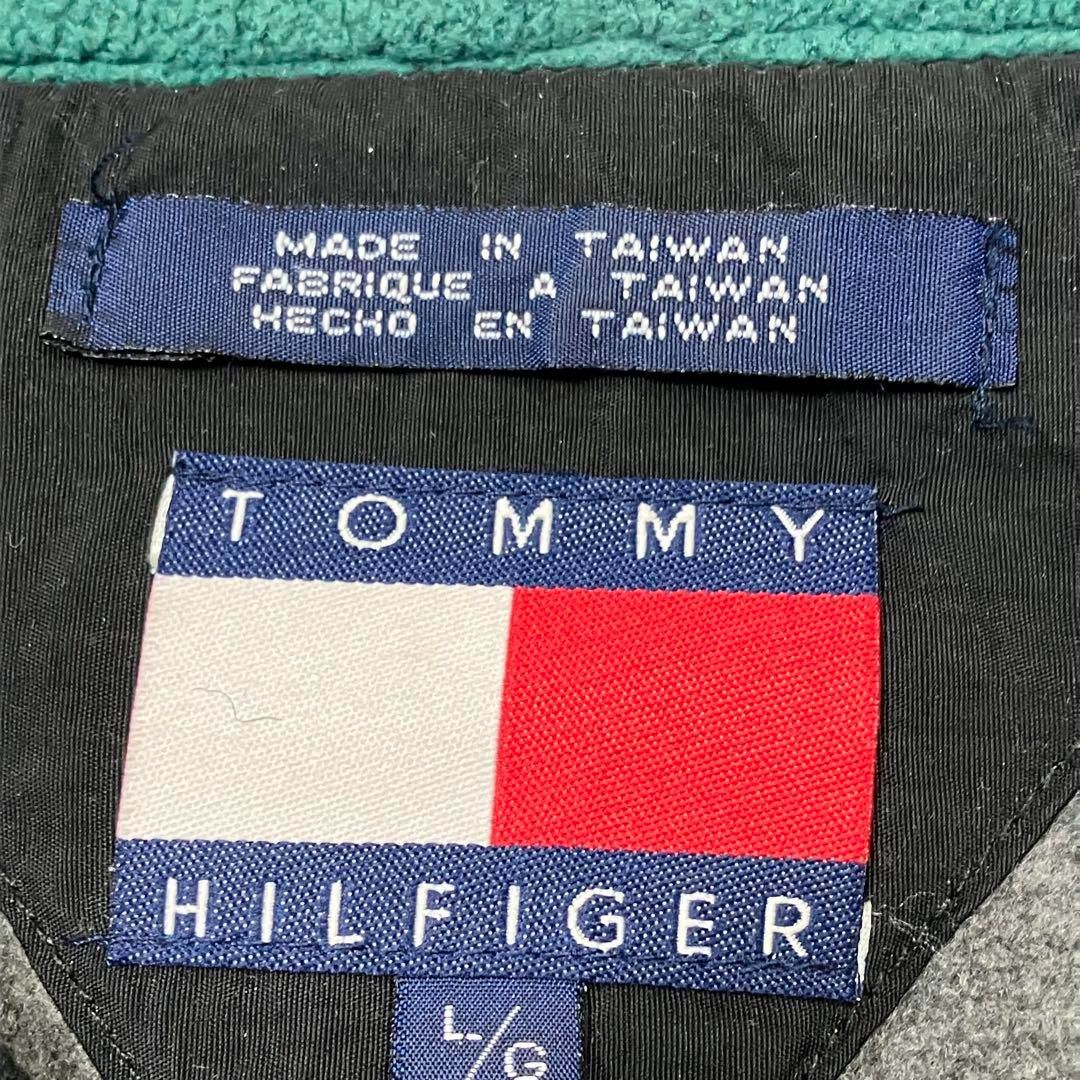 MADE IN TAIWAN
FABRIQUE A TAIWAN
HECHO EN TAIWAN
TOMMY
HILFIGER
L/G